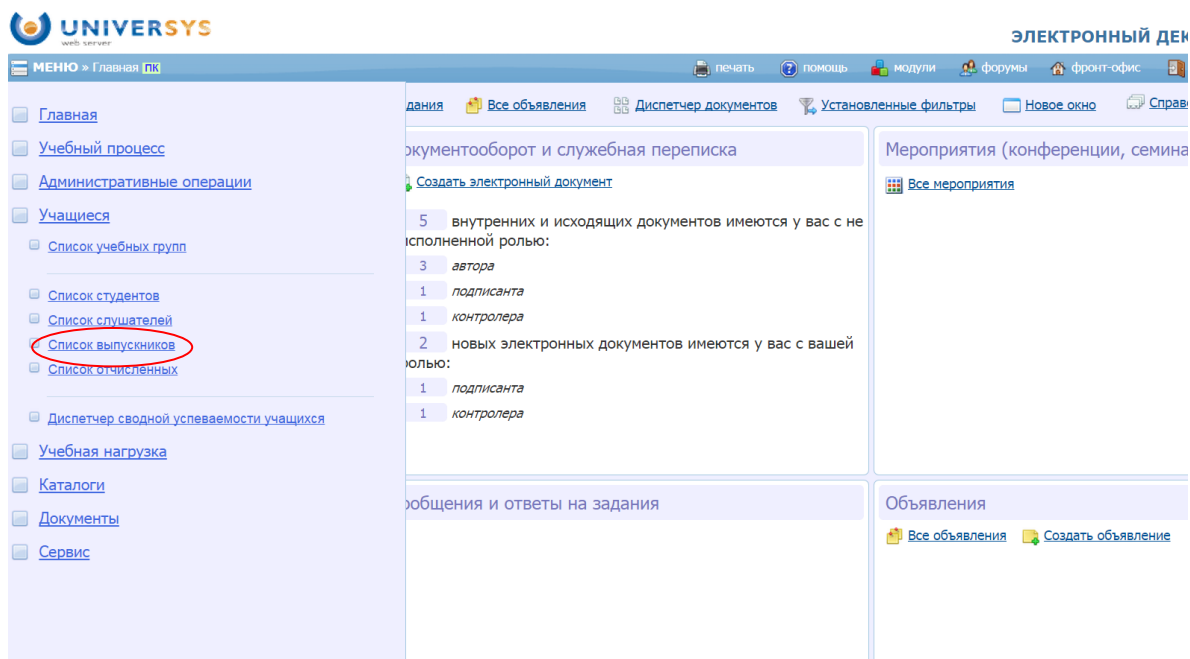 UNIVERSYS
web server
ЭЛЕКТРОННЫЙ ДЕК
МЕНЮ » Главная ПК
печать помощь модули форумы фронт-офис
Главная
Учебный процесс
Административные операции
Учащиеся
Список учебных групп
Список студентов
Список слушателей
Список выпускников
Список отчисленных
Диспетчер сводной успеваемости учащихся
Учебная нагрузка
Каталоги
Документы
Сервис
дания Все объявления Диспетчер документов Установленные фильтры Новое окно Справ
окументооборот и служебная переписка
Создать электронный документ
5 внутренних и исходящих документов имеются у вас с не
исполненной ролью:
3 автора
1 подписанта
1 контролера
2 новых электронных документов имеются у вас с вашей
ролью:
1 подписанта
1 контролера
Мероприятия (конференции, семина
Все мероприятия
ообщения и ответы на задания
Объявления
Все объявления Создать объявление